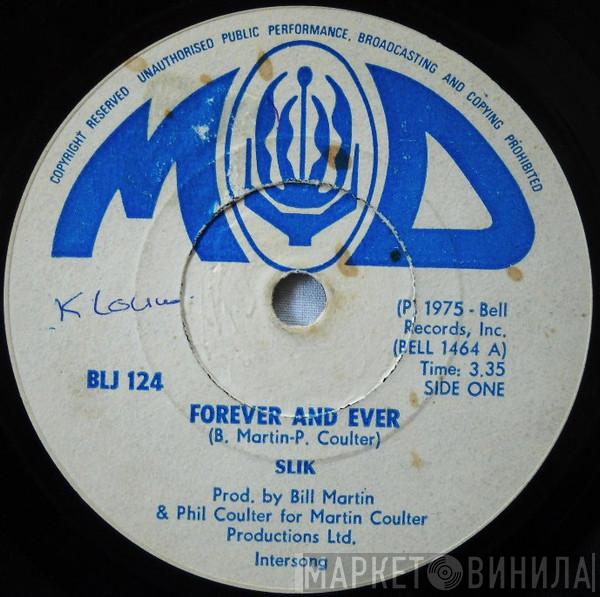 COPYRIGHT RESERVED UNAUTHORISED PUBLIC PERFORMANCE, BROADCASTING AND COPYING PROHIBITED
MOD
K Louw
(P) 1975 - Bell
Records, Inc.
(BELL 1464 A)
Time: 3.35
SIDE ONE
BLJ 124
FOREVER AND EVER
(B. Martin-P. Coulter)
SLIK
Prod. by Bill Martin
& Phil Coulter for Martin Coulter
Productions Ltd.
Intersong
МАРКЕТ ВИНИЛА